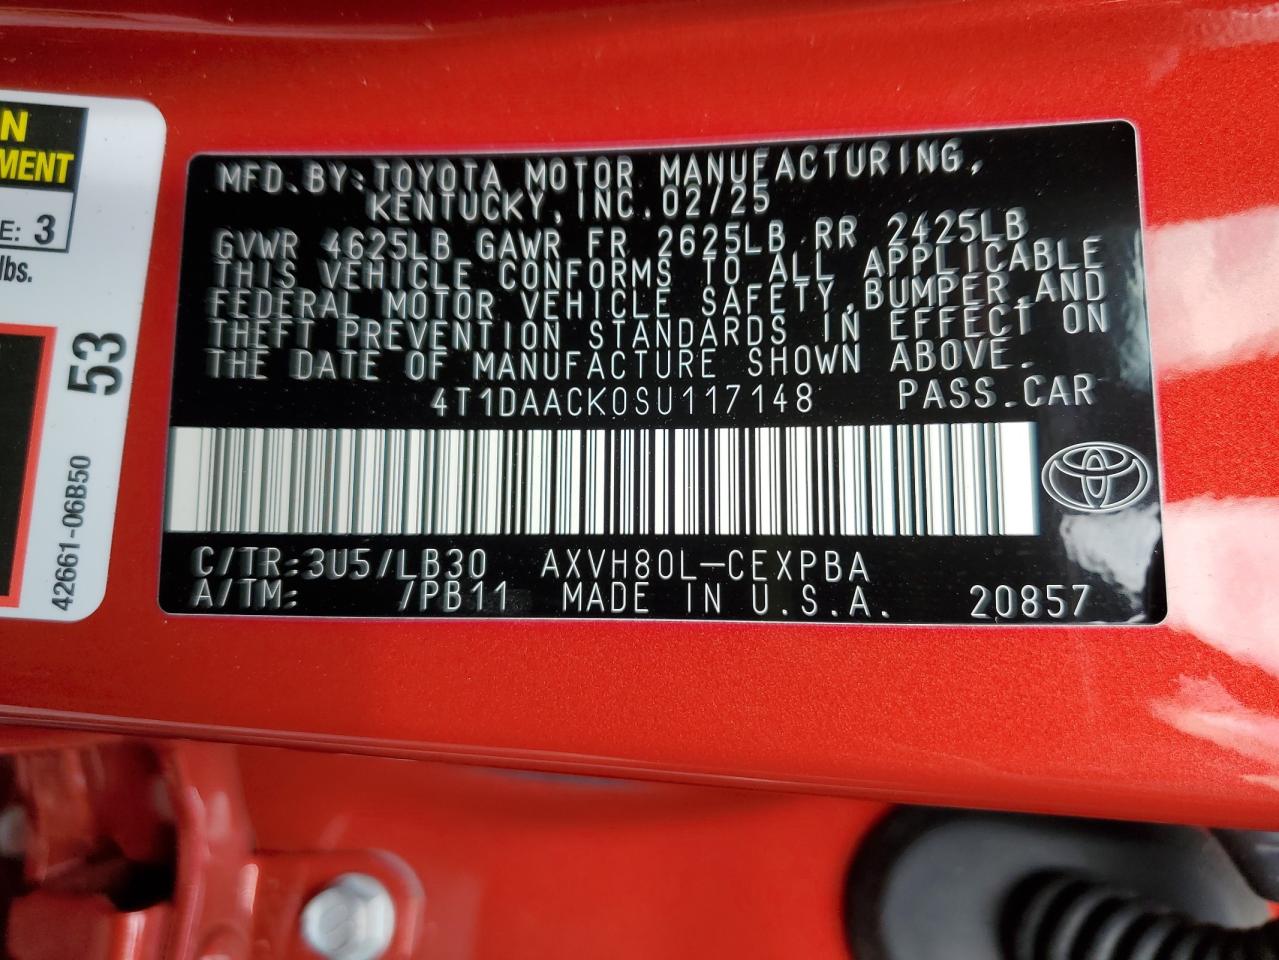 N
MENT
E: 3
lbs.
53
42661-06B50
MFD.BY:TOYOTA MOTOR MANUFACTURING,
KENTUCKY,INC.02/25
GVWR 4625LB GAWR FR 2625LB RR 2425LB
THIS VEHICLE CONFORMS TO ALL APPLICABLE
FEDERAL MOTOR VEHICLE SAFETY,BUMPER,AND
THEFT PREVENTION STANDARDS IN EFFECT ON
THE DATE OF MANUFACTURE SHOWN ABOVE.
4T1DAACK0SU117148 PASS.CAR
C/TR:3U5/LB30 AXVH80L-CEXPBA
A/TM: /PB11 MADE IN U.S.A. 20857